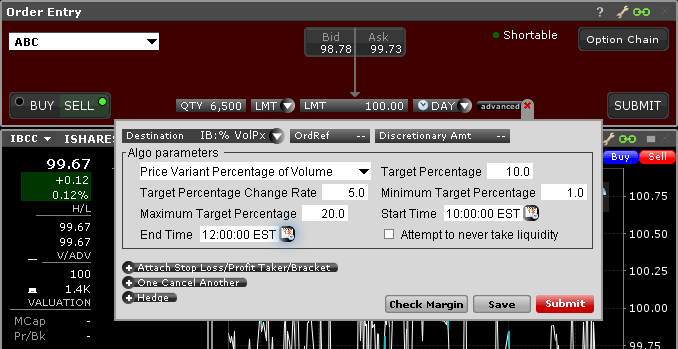 Order Entry ?
ABC
Bid Ask
98.78 99.73
Shortable
Option Chain
BUY SELL QTY 6,500 LMT LMT 100.00 DAY advanced SUBMIT
IBCC ISHARES
Buy Sell
99.67
+0.12
0.12%
H/L
99.67
99.67
V/ADV
100
1.4K
VALUATION
MCap -
Pr/Bk -
Destination IB:% VolPx OrdRef -- Discretionary Amt --
Algo parameters
Price Variant Percentage of Volume Target Percentage 10.0
Target Percentage Change Rate 5.0 Minimum Target Percentage 1.0
Maximum Target Percentage 20.0 Start Time 10:00:00 EST
End Time 12:00:00 EST Attempt to never take liquidity
Attach Stop Loss/Profit Taker/Bracket
One Cancel Another
Hedge
Check Margin Save Submit
100.75
100.50
100.25
100.00
99.75